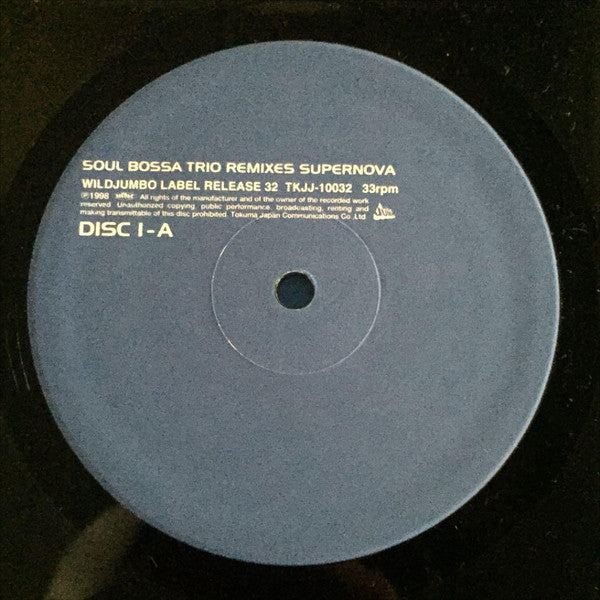 SOUL BOSSA TRIO REMIXES SUPERNOVA
WILDJUMBO LABEL RELEASE 32 TKJJ-10032 33rpm
℗1998 All rights of the manufacturer and of the owner of the recorded work
reserved. Unauthorized copying, public performance, broadcasting, renting and
making transmittable of this disc prohibited. Tokuma Japan Communications Co.,Ltd
DISC 1-A